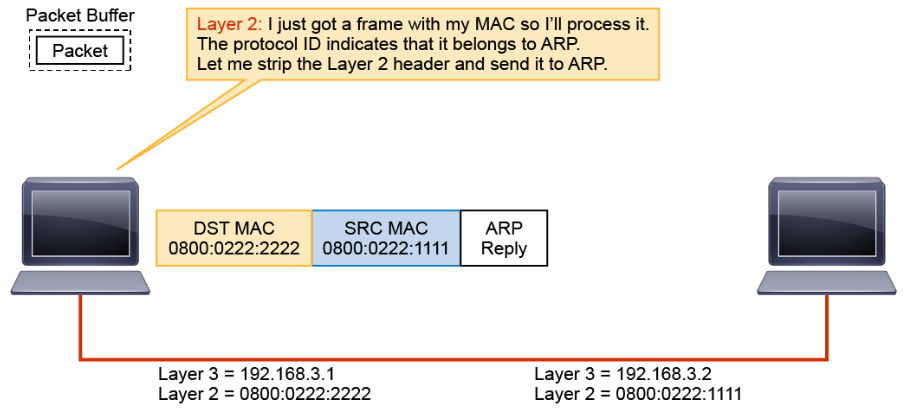 Packet Buffer
Packet
Layer 2: I just got a frame with my MAC so I’ll process it.
The protocol ID indicates that it belongs to ARP.
Let me strip the Layer 2 header and send it to ARP.
DST MAC
0800:0222:2222
SRC MAC
0800:0222:1111
ARP
Reply
Layer 3 = 192.168.3.1
Layer 2 = 0800:0222:2222
Layer 3 = 192.168.3.2
Layer 2 = 0800:0222:1111